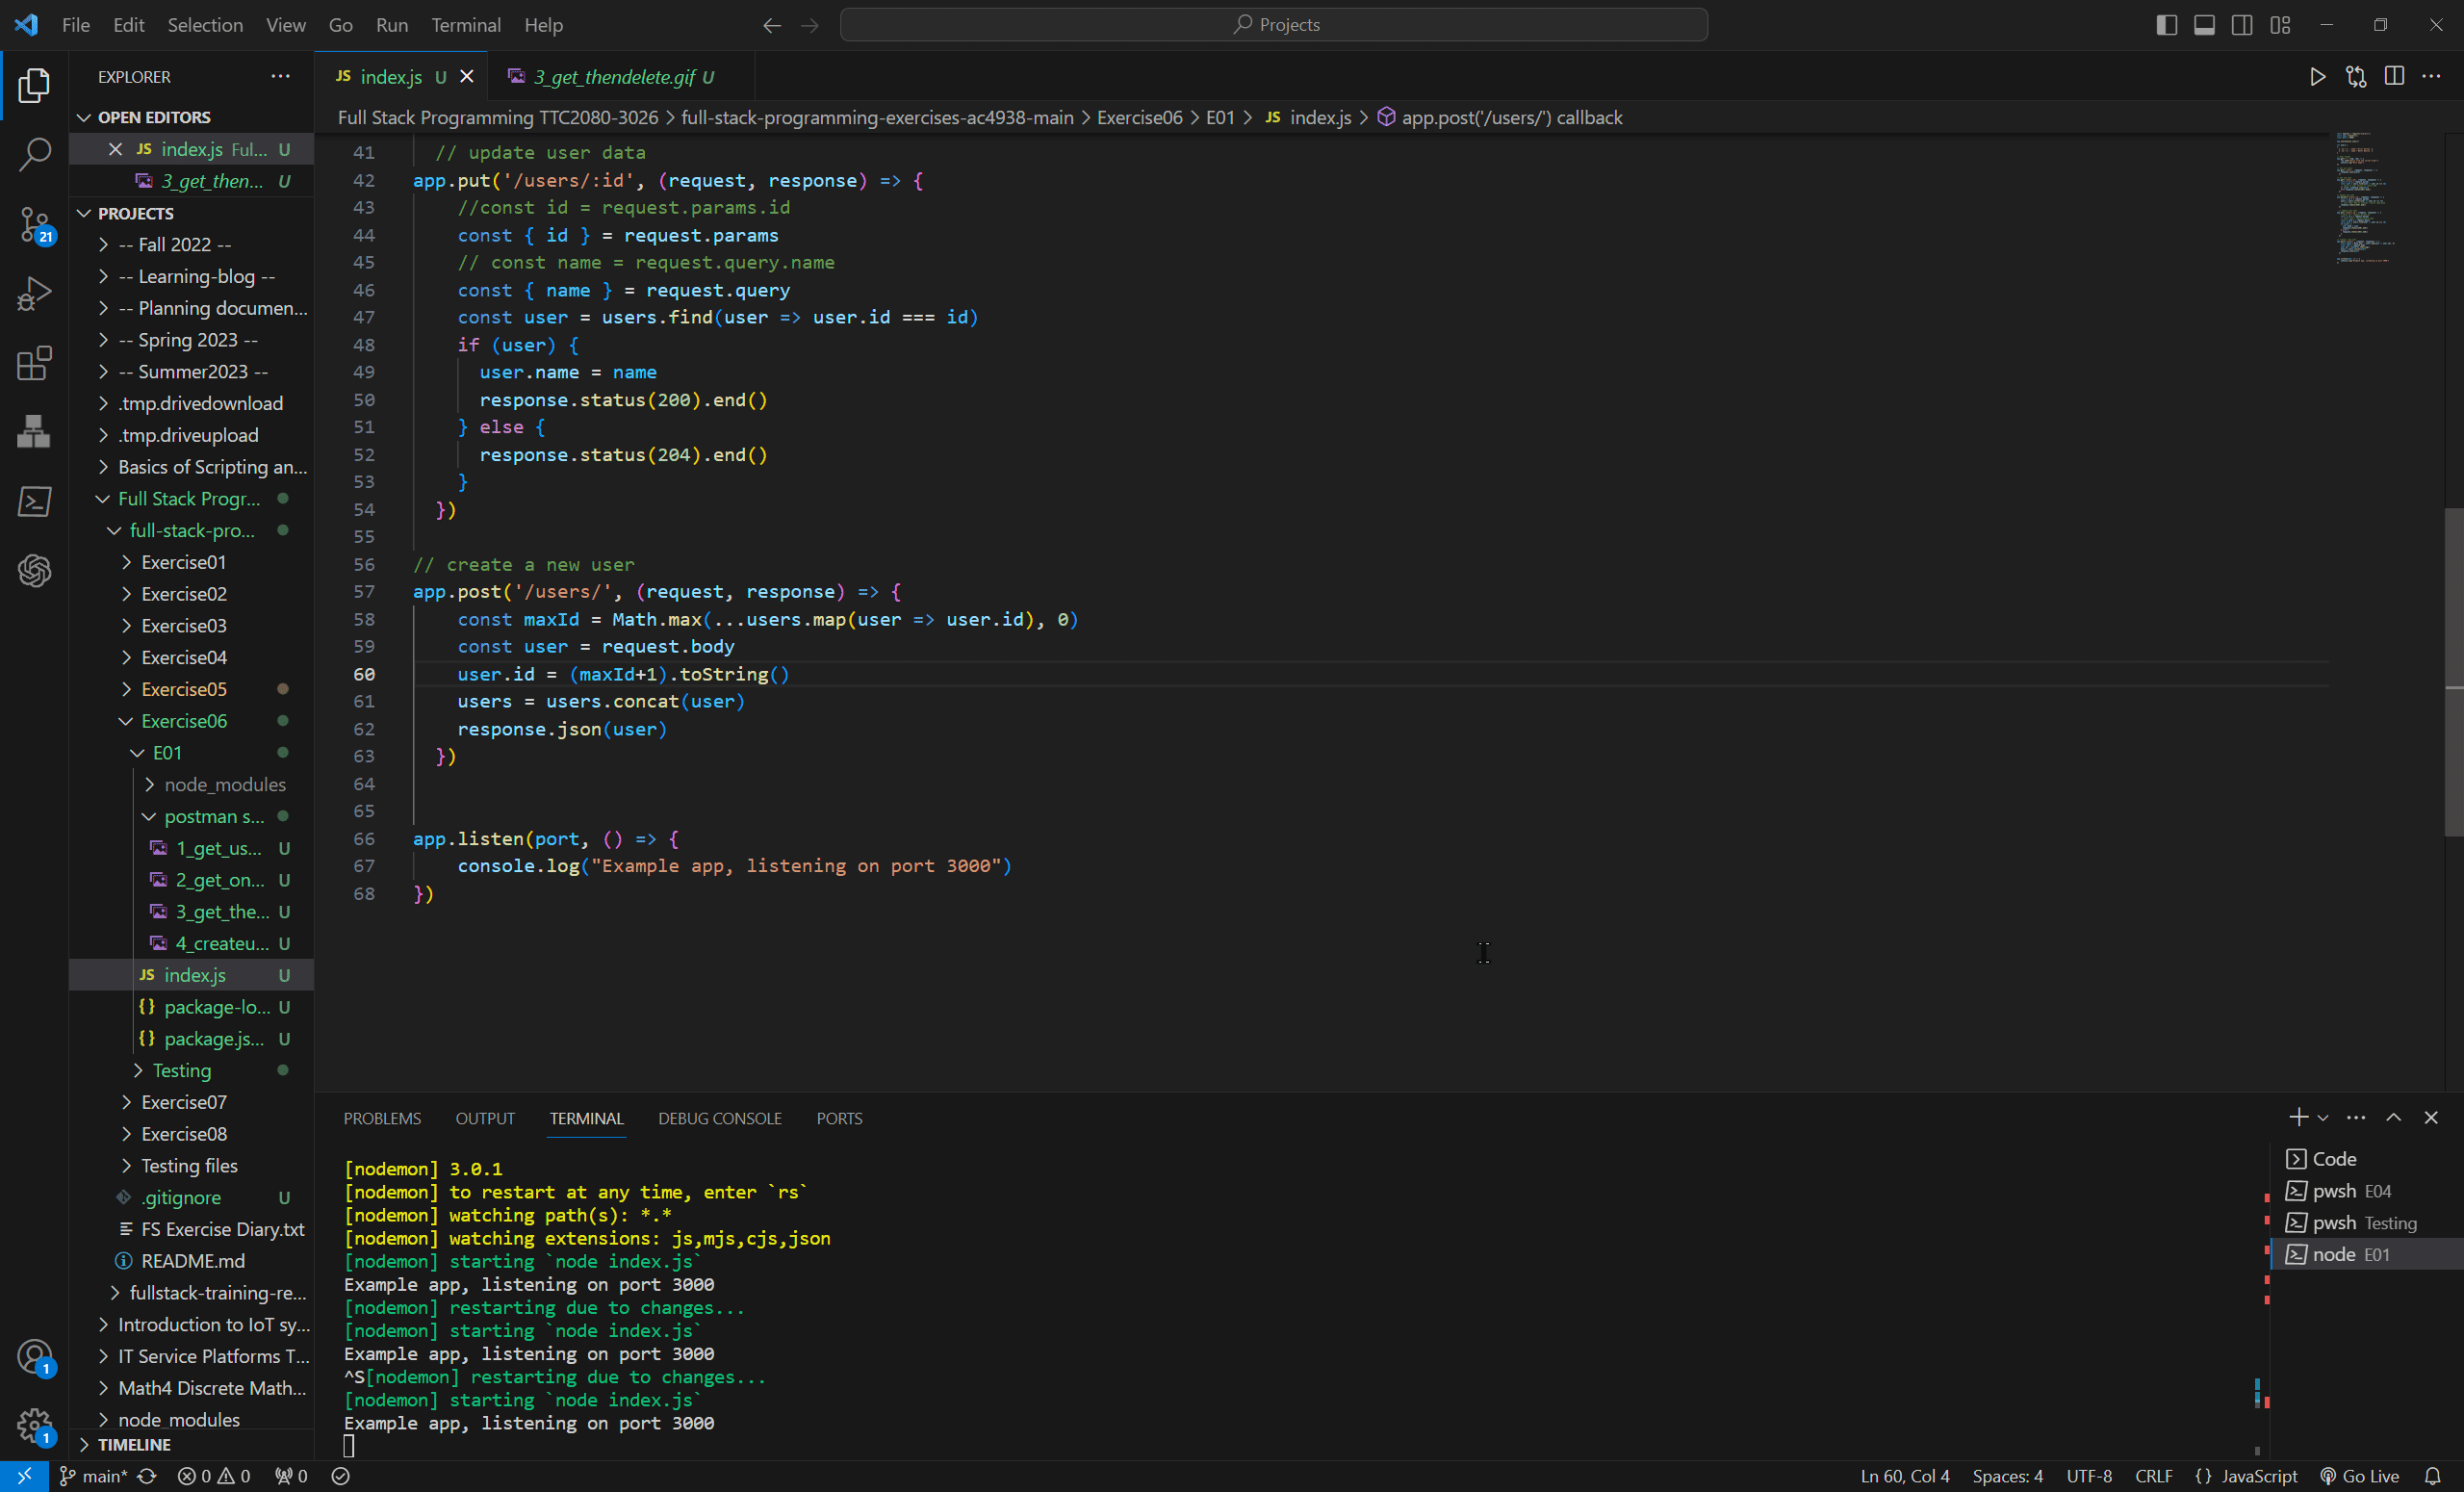 File Edit Selection View Go Run Terminal Help
Projects
EXPLORER
OPEN EDITORS
JS index.js Ful... U
3_get_then... U
PROJECTS
-- Fall 2022 --
-- Learning-blog --
-- Planning documen...
-- Spring 2023 --
-- Summer2023 --
.tmp.drivedownload
.tmp.driveupload
Basics of Scripting an...
Full Stack Progr...
full-stack-pro...
Exercise01
Exercise02
Exercise03
Exercise04
Exercise05
Exercise06
E01
node_modules
postman s...
1_get_us... U
2_get_on... U
3_get_the... U
4_createu... U
JS index.js U
{} package-lo... U
{} package.js... U
Testing
Exercise07
Exercise08
Testing files
.gitignore U
FS Exercise Diary.txt
README.md
fullstack-training-re...
Introduction to IoT sy...
IT Service Platforms T...
Math4 Discrete Math...
node_modules
TIMELINE
21
1
1
JS index.js U
3_get_thendelete.gif U
Full Stack Programming TTC2080-3026 > full-stack-programming-exercises-ac4938-main > Exercise06 > E01 > JS index.js > app.post('/users/') callback
41 // update user data
42 app.put('/users/:id', (request, response) => {
43 //const id = request.params.id
44 const { id } = request.params
45 // const name = request.query.name
46 const { name } = request.query
47 const user = users.find(user => user.id === id)
48 if (user) {
49 user.name = name
50 response.status(200).end()
51 } else {
52 response.status(204).end()
53 }
54 })
55
56 // create a new user
57 app.post('/users/', (request, response) => {
58 const maxId = Math.max(...users.map(user => user.id), 0)
59 const user = request.body
60 user.id = (maxId+1).toString()
61 users = users.concat(user)
62 response.json(user)
63 })
64
65
66 app.listen(port, () => {
67 console.log("Example app, listening on port 3000")
68 })
PROBLEMS OUTPUT TERMINAL DEBUG CONSOLE PORTS
[nodemon] 3.0.1
[nodemon] to restart at any time, enter `rs`
[nodemon] watching path(s): *.*
[nodemon] watching extensions: js,mjs,cjs,json
[nodemon] starting `node index.js`
Example app, listening on port 3000
[nodemon] restarting due to changes...
[nodemon] starting `node index.js`
Example app, listening on port 3000
^S[nodemon] restarting due to changes...
[nodemon] starting `node index.js`
Example app, listening on port 3000
Code
pwsh E04
pwsh Testing
node E01
main* 0 0 0
Ln 60, Col 4 Spaces: 4 UTF-8 CRLF {} JavaScript Go Live